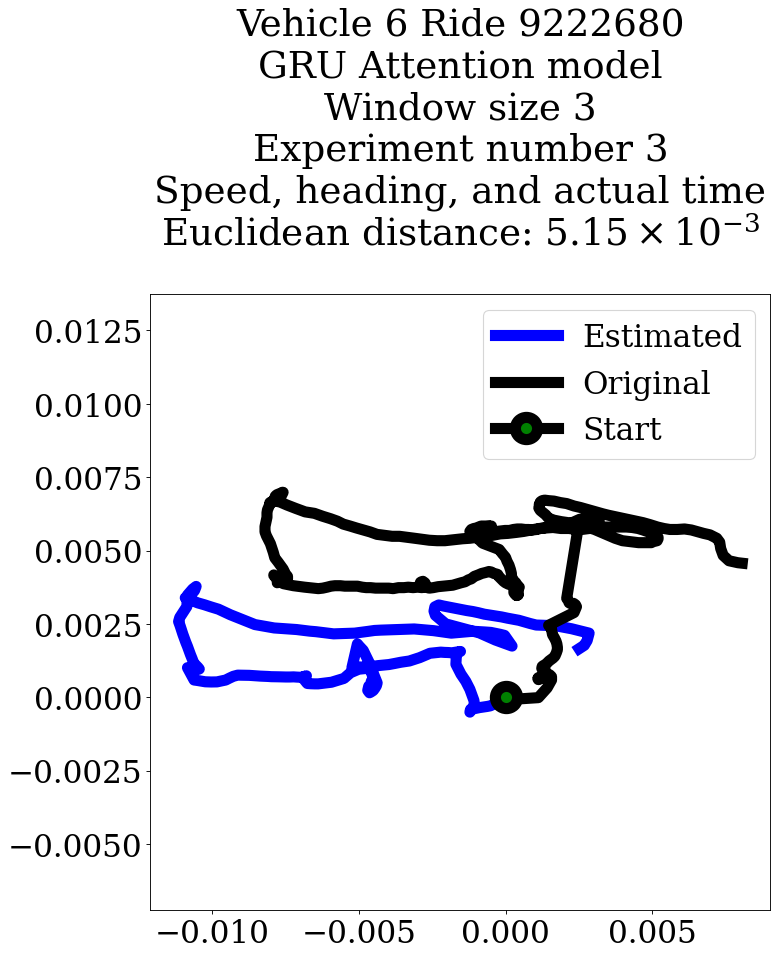 Vehicle 6 Ride 9222680
GRU Attention model
Window size 3
Experiment number 3
Speed, heading, and actual time
Euclidean distance: 5.15 × 10⁻³
Estimated
Original
Start
0.0125
0.0100
0.0075
0.0050
0.0025
0.0000
−0.0025
−0.0050
−0.010 −0.005 0.000 0.005